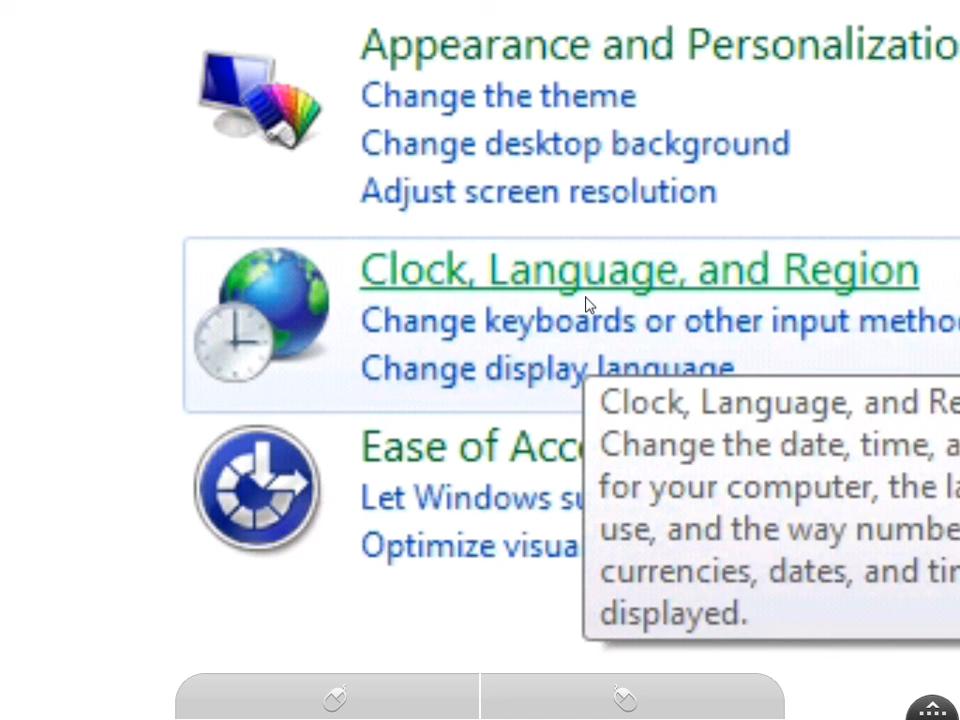 Appearance and Personalizatio
Change the theme
Change desktop background
Adjust screen resolution
Clock, Language, and Region
Change keyboards or other input metho
Change display language
Clock, Language, and Re
Change the date, time, a
for your computer, the la
use, and the way numbe
currencies, dates, and tim
displayed.
Ease of Acc
Let Windows su
Optimize visua